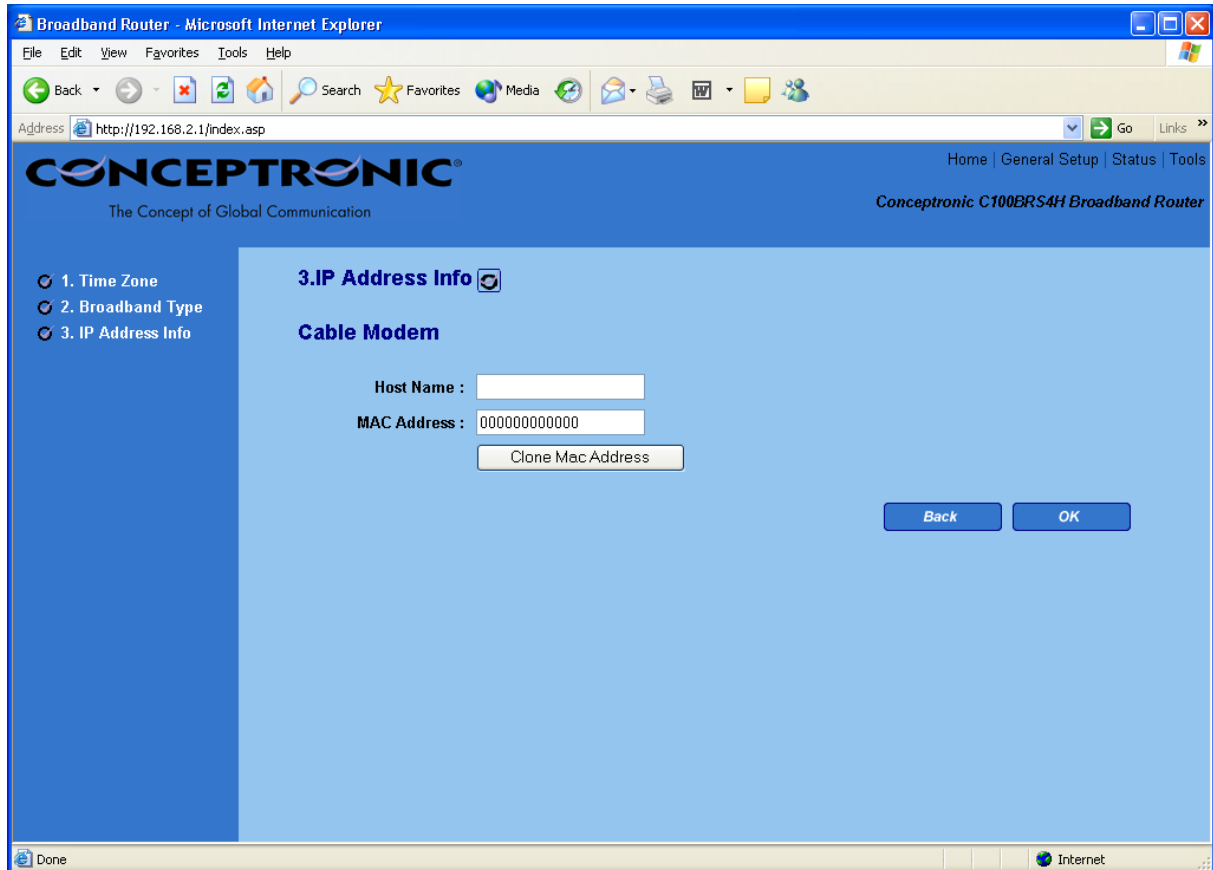 Broadband Router - Microsoft Internet Explorer
File Edit View Favorites Tools Help
Back Search Favorites Media
Address http://192.168.2.1/index.asp Go Links »
CONCEPTRONIC®
The Concept of Global Communication
Home | General Setup | Status | Tools
Conceptronic C100BRS4H Broadband Router
1. Time Zone
2. Broadband Type
3. IP Address Info
3.IP Address Info
Cable Modem
Host Name :
MAC Address : 000000000000
Clone Mac Address
Back OK
Done Internet